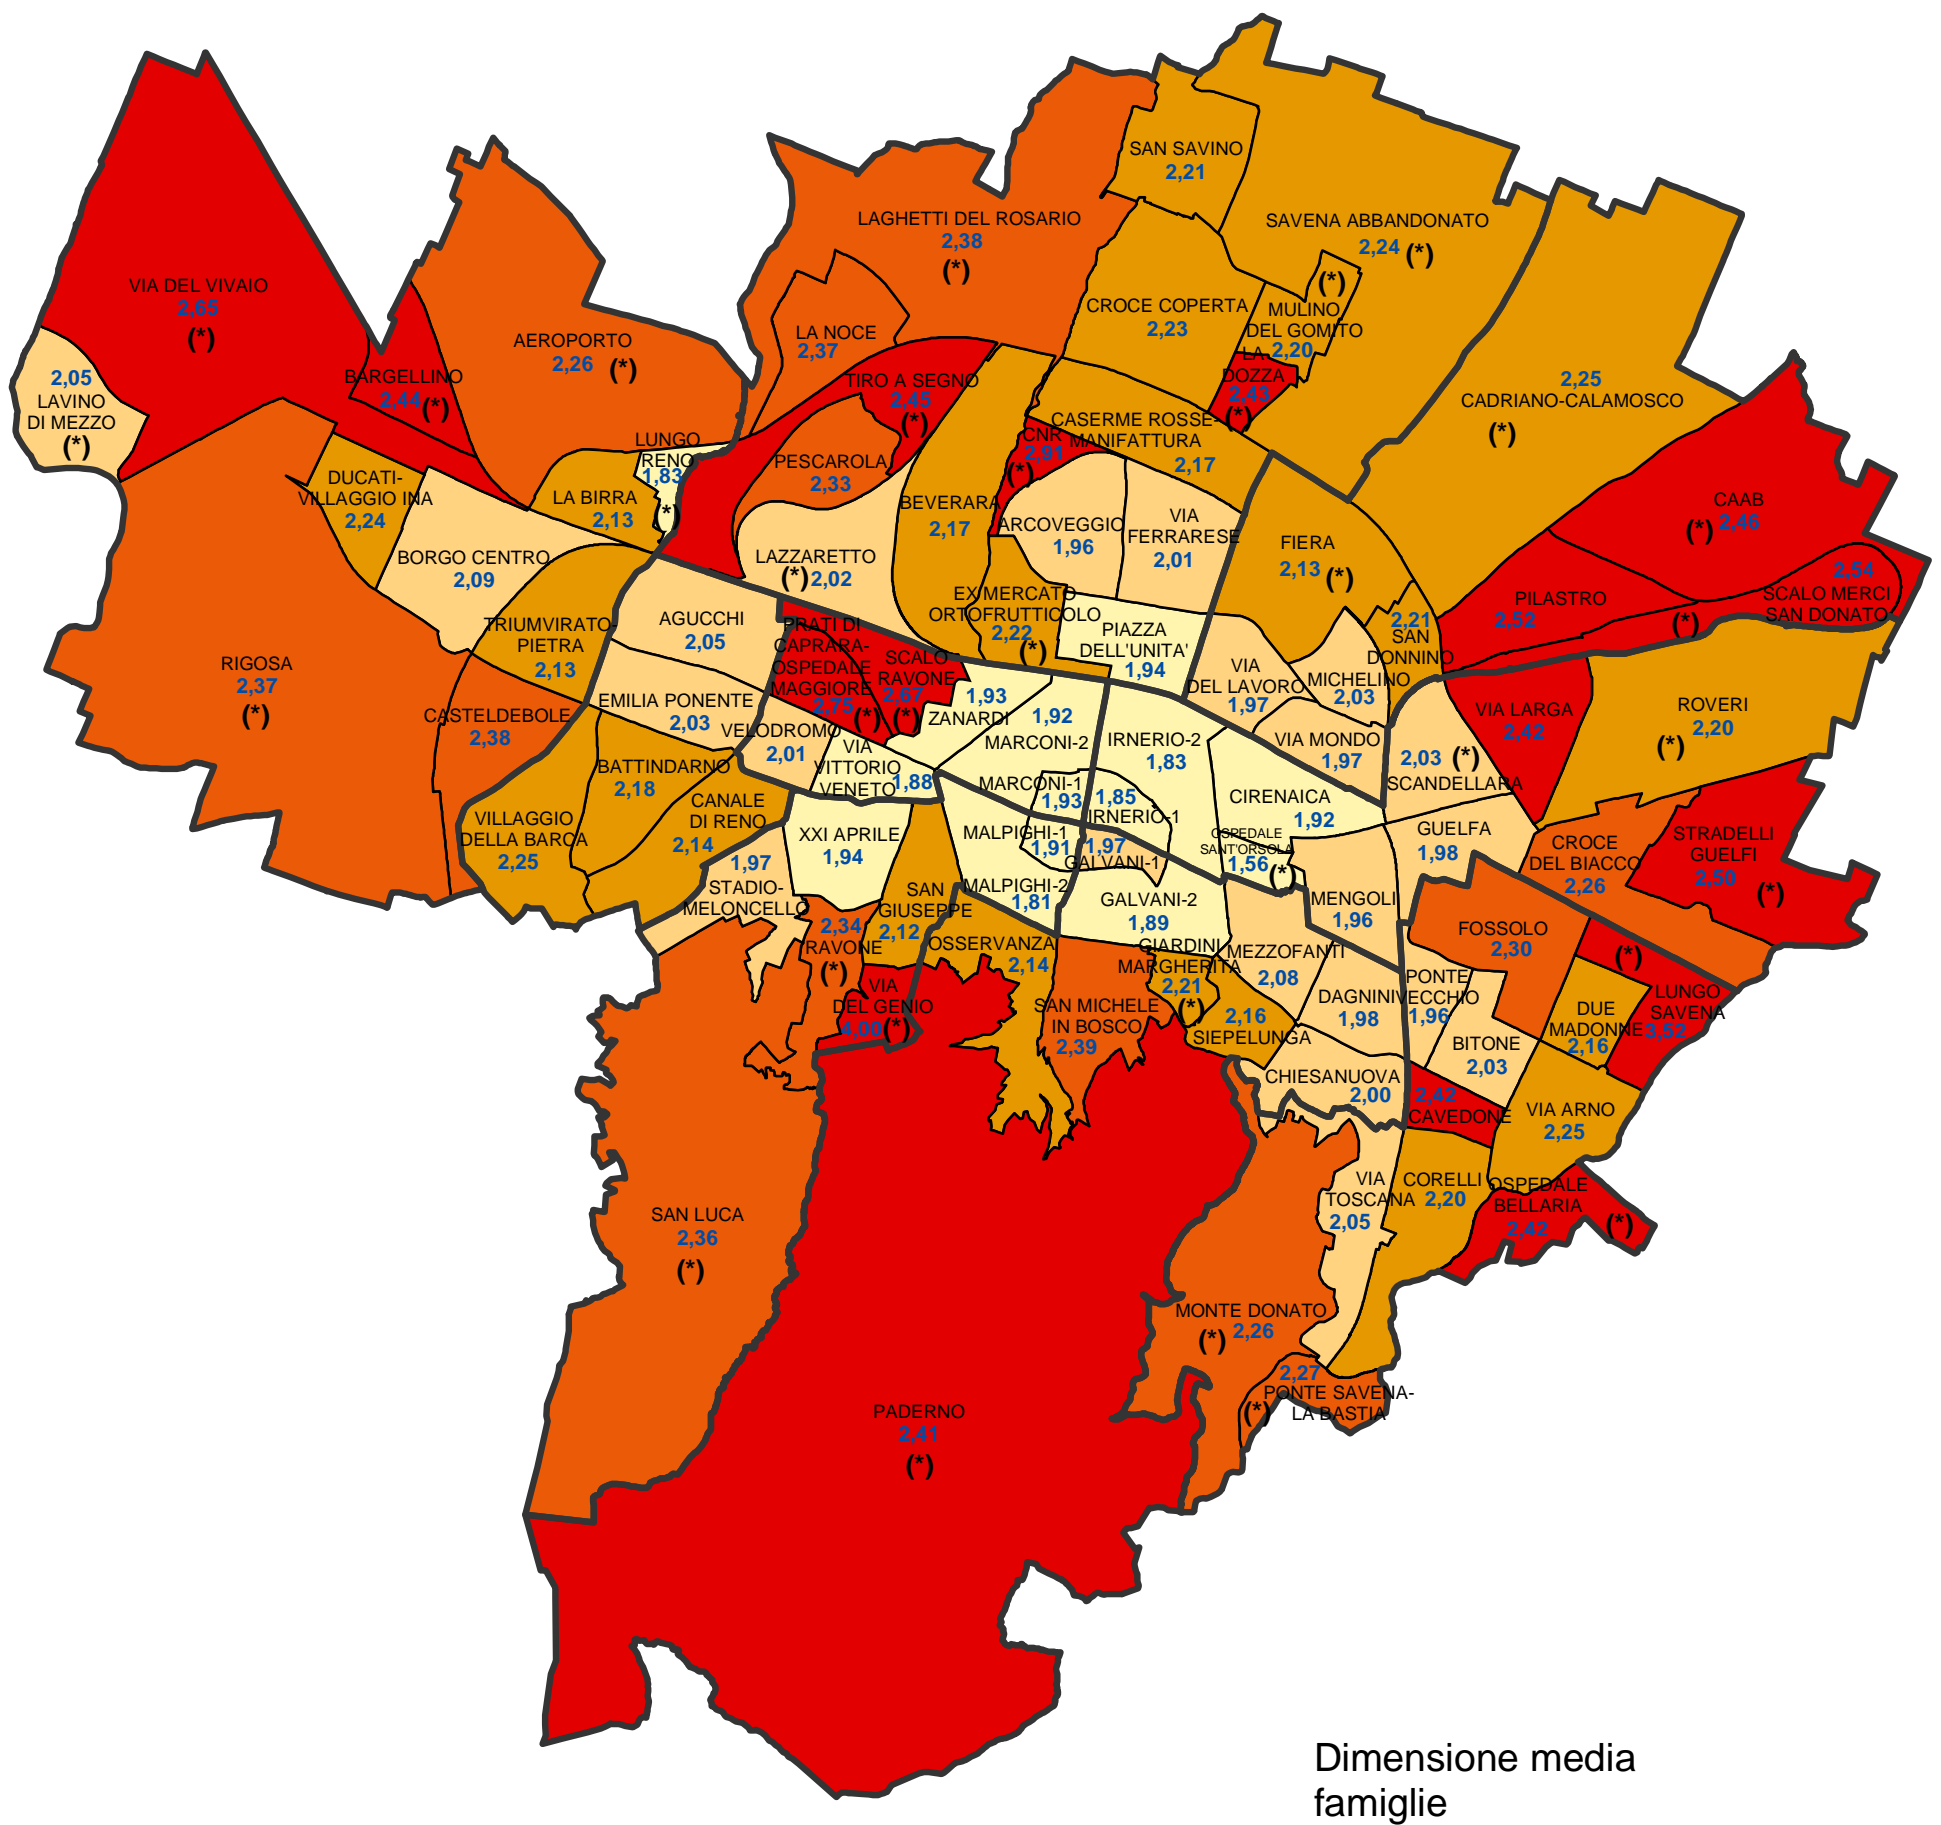 SAN SAVINO
2,21
LAGHETTI DEL ROSARIO
2,38
(*)
SAVENA ABBANDONATO
2,24 (*)
VIA DEL VIVAIO
2,65
(*)
AEROPORTO
2,26 (*)
LA NOCE
2,37
CROCE COPERTA
2,23
(*)
MULINO
DEL GOMITO
2,20
LA
DOZZA
2,43
(*)
2,05
LAVINO
DI MEZZO
(*)
BARGELLINO
2,44 (*)
TIRO A SEGNO
2,45
(*)
2,25
CADRIANO-CALAMOSCO
(*)
CASERME ROSSE-
MANIFATTURA
2,17
CNR
2,91
(*)
LUNGO
RENO
1,83
(*)
PESCAROLA
2,33
DUCATI-
VILLAGGIO INA
2,24
LA BIRRA
2,13
BEVERARA
2,17
ARCOVEGGIO
1,96
VIA
FERRARESE
2,01
CAAB
(*) 2,46
FIERA
2,13 (*)
BORGO CENTRO
2,09
LAZZARETTO
(*) 2,02
2,54
SCALO MERCI
SAN DONATO
(*)
PILASTRO
2,52
EX MERCATO
ORTOFRUTTICOLO
2,22
(*)
AGUCCHI
2,05
TRIUMVIRATO-
PIETRA
2,13
PRATI DI
CAPRARA-
OSPEDALE
MAGGIORE
2,75 (*)
SCALO
RAVONE
2,67
(*)
PIAZZA
DELL'UNITA'
1,94
2,21
SAN
DONNINO
RIGOSA
2,37
(*)
VIA
DEL LAVORO
1,97
MICHELINO
2,03
EMILIA PONENTE
2,03
1,93
ZANARDI
1,92
MARCONI-2
CASTELDEBOLE
2,38
VELODROMO
2,01
VIA
VITTORIO
VENETO
1,88
IRNERIO-2
1,83
VIA MONDO
1,97
VIA LARGA
2,42
ROVERI
2,20
(*)
2,03 (*)
SCANDELLARA
BATTINDARNO
2,18
MARCONI-1
1,93
1,85
IRNERIO-1
CIRENAICA
1,92
CANALE
DI RENO
2,14
VILLAGGIO
DELLA BARCA
2,25
XXI APRILE
1,94
MALPIGHI-1
1,91
1,97
GALVANI-1
OSPEDALE
SANT'ORSOLA
1,56
(*)
GUELFA
1,98
CROCE
DEL BIACCO
2,26
STRADELLI
GUELFI
2,50
(*)
1,97
STADIO-
MELONCELLO
SAN
GIUSEPPE
2,12
MALPIGHI-2
1,81
GALVANI-2
1,89
MENGOLI
1,96
2,34
RAVONE
(*)
FOSSOLO
2,30
OSSERVANZA
2,14
GIARDINI
MARGHERITA
2,21
(*)
MEZZOFANTI
2,08
(*)
VIA
DEL GENIO
4,00 (*)
SAN MICHELE
IN BOSCO
2,39
DAGNINI
1,98
PONTE
VECCHIO
1,96
LUNGO
SAVENA
3,52
DUE
MADONNE
2,16
2,16
SIEPELUNGA
BITONE
2,03
CHIESANUOVA
2,00
2,42
CAVEDONE
VIA ARNO
2,25
VIA
TOSCANA
2,05
CORELLI
2,20
OSPEDALE
BELLARIA
2,42
(*)
SAN LUCA
2,36
(*)
MONTE DONATO
(*) 2,26
2,27
PONTE SAVENA-
LA BASTIA
(*)
PADERNO
2,41
(*)
Dimensione media
famiglie